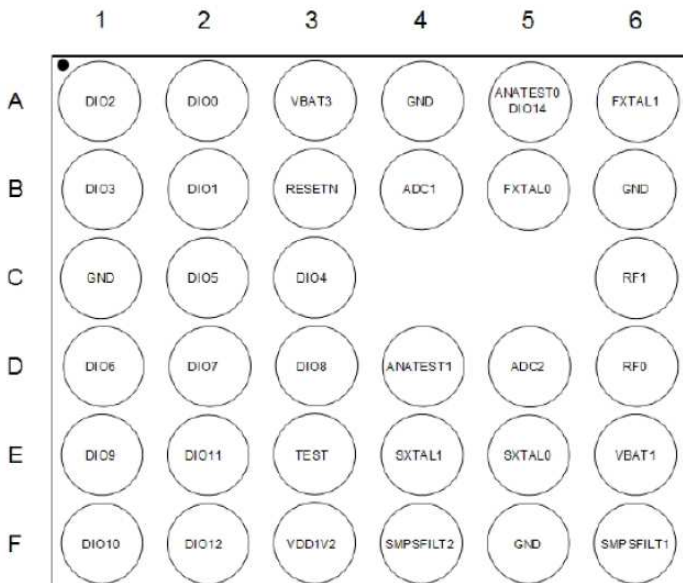 1 2 3 4 5 6
A DIO2 DIO0 VBAT3 GND ANATEST0 DIO14 FXTAL1
B DIO3 DIO1 RESETN ADC1 FXTAL0 GND
C GND DIO5 DIO4 RF1
D DIO6 DIO7 DIO8 ANATEST1 ADC2 RF0
E DIO9 DIO11 TEST SXTAL1 SXTAL0 VBAT1
F DIO10 DIO12 VDD1V2 SMPSFILT2 GND SMPSFILT1